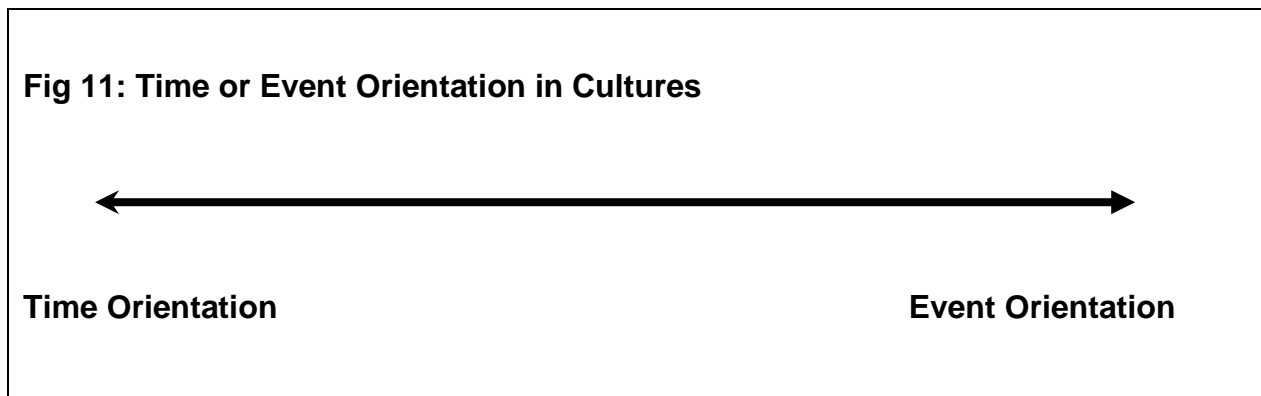 Fig 11: Time or Event Orientation in Cultures
Time Orientation
Event Orientation